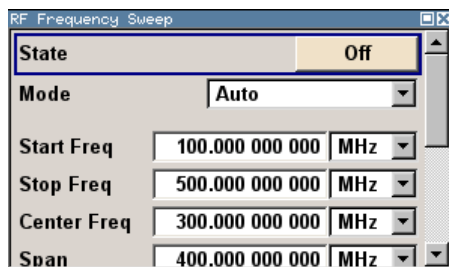 RF Frequency Sweep
State Off
Mode Auto
Start Freq 100.000 000 000 MHz
Stop Freq 500.000 000 000 MHz
Center Freq 300.000 000 000 MHz
Span 400.000 000 000 MHz